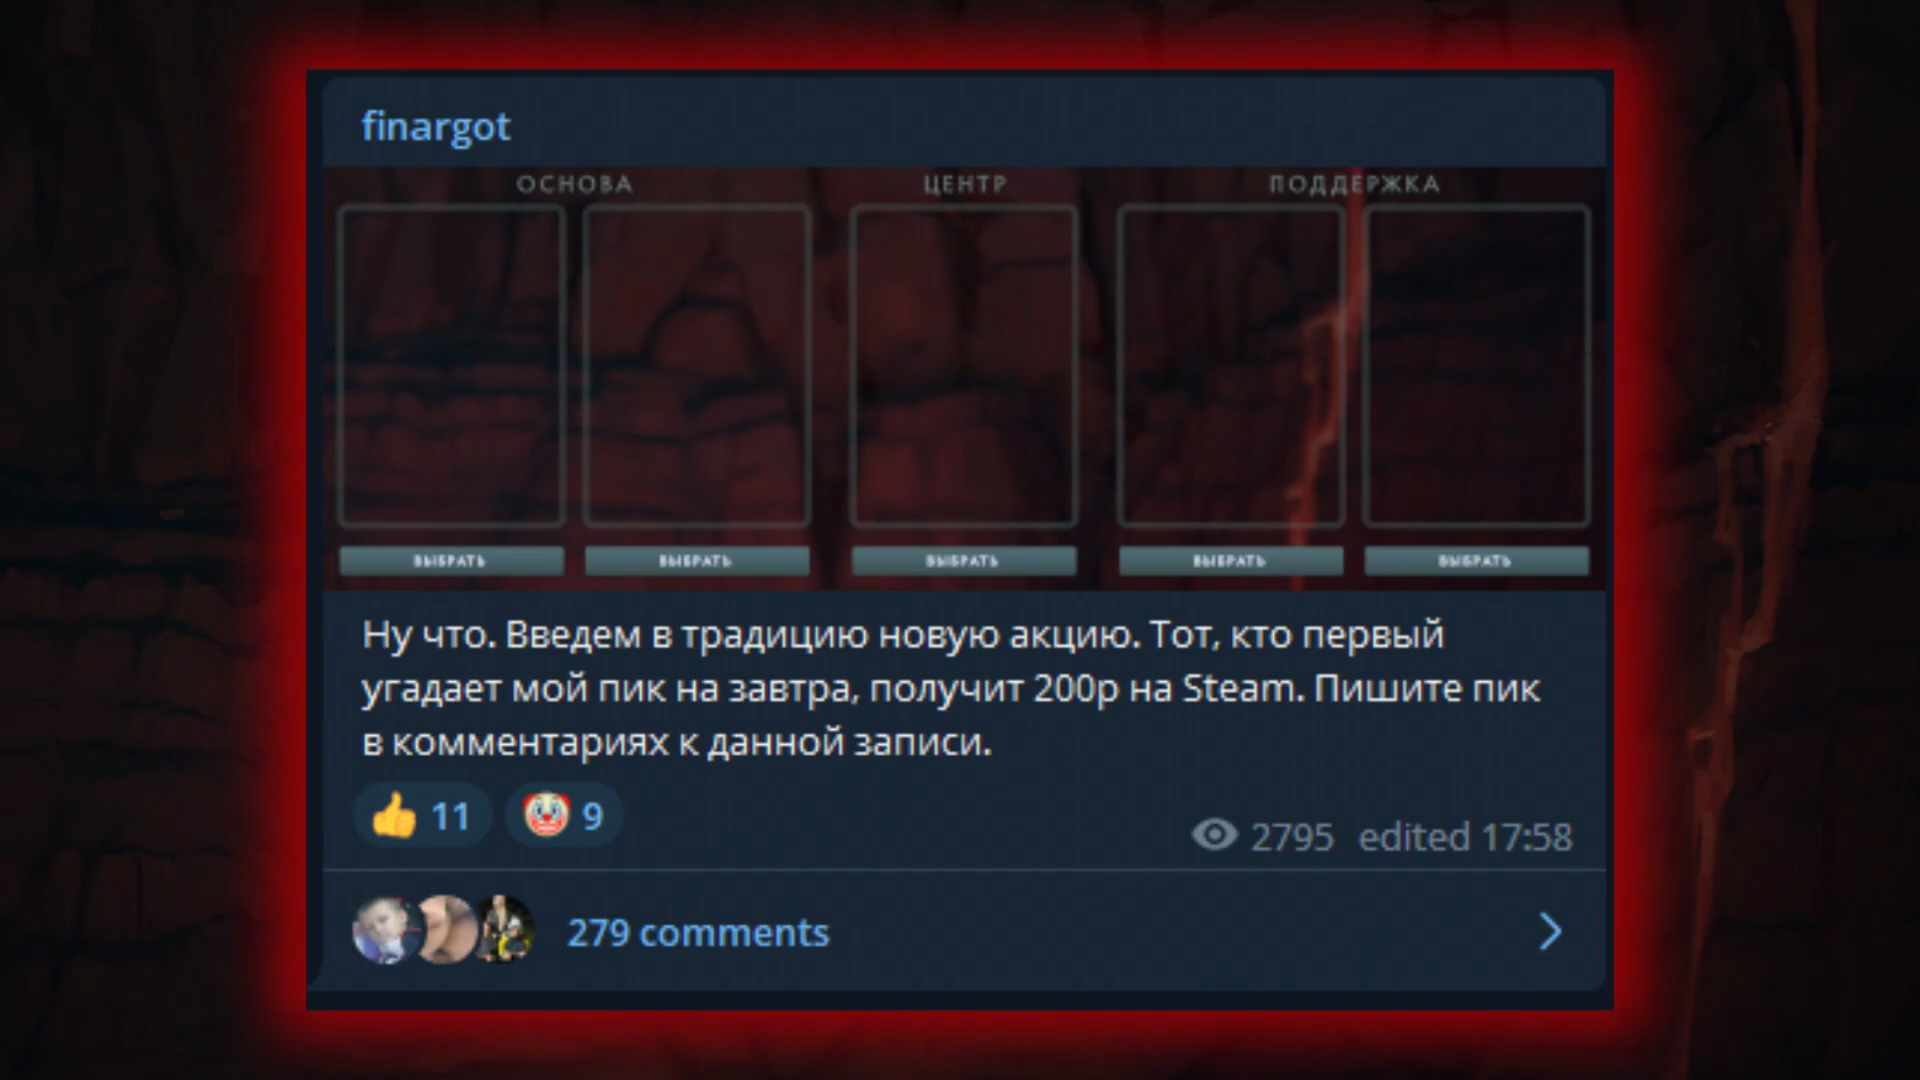 finargot
ОСНОВА ЦЕНТР ПОДДЕРЖКА
ВЫБРАТЬ ВЫБРАТЬ ВЫБРАТЬ ВЫБРАТЬ ВЫБРАТЬ
Ну что. Введем в традицию новую акцию. Тот, кто первый
угадает мой пик на завтра, получит 200р на Steam. Пишите пик
в комментариях к данной записи.
11 9
2795 edited 17:58
279 comments